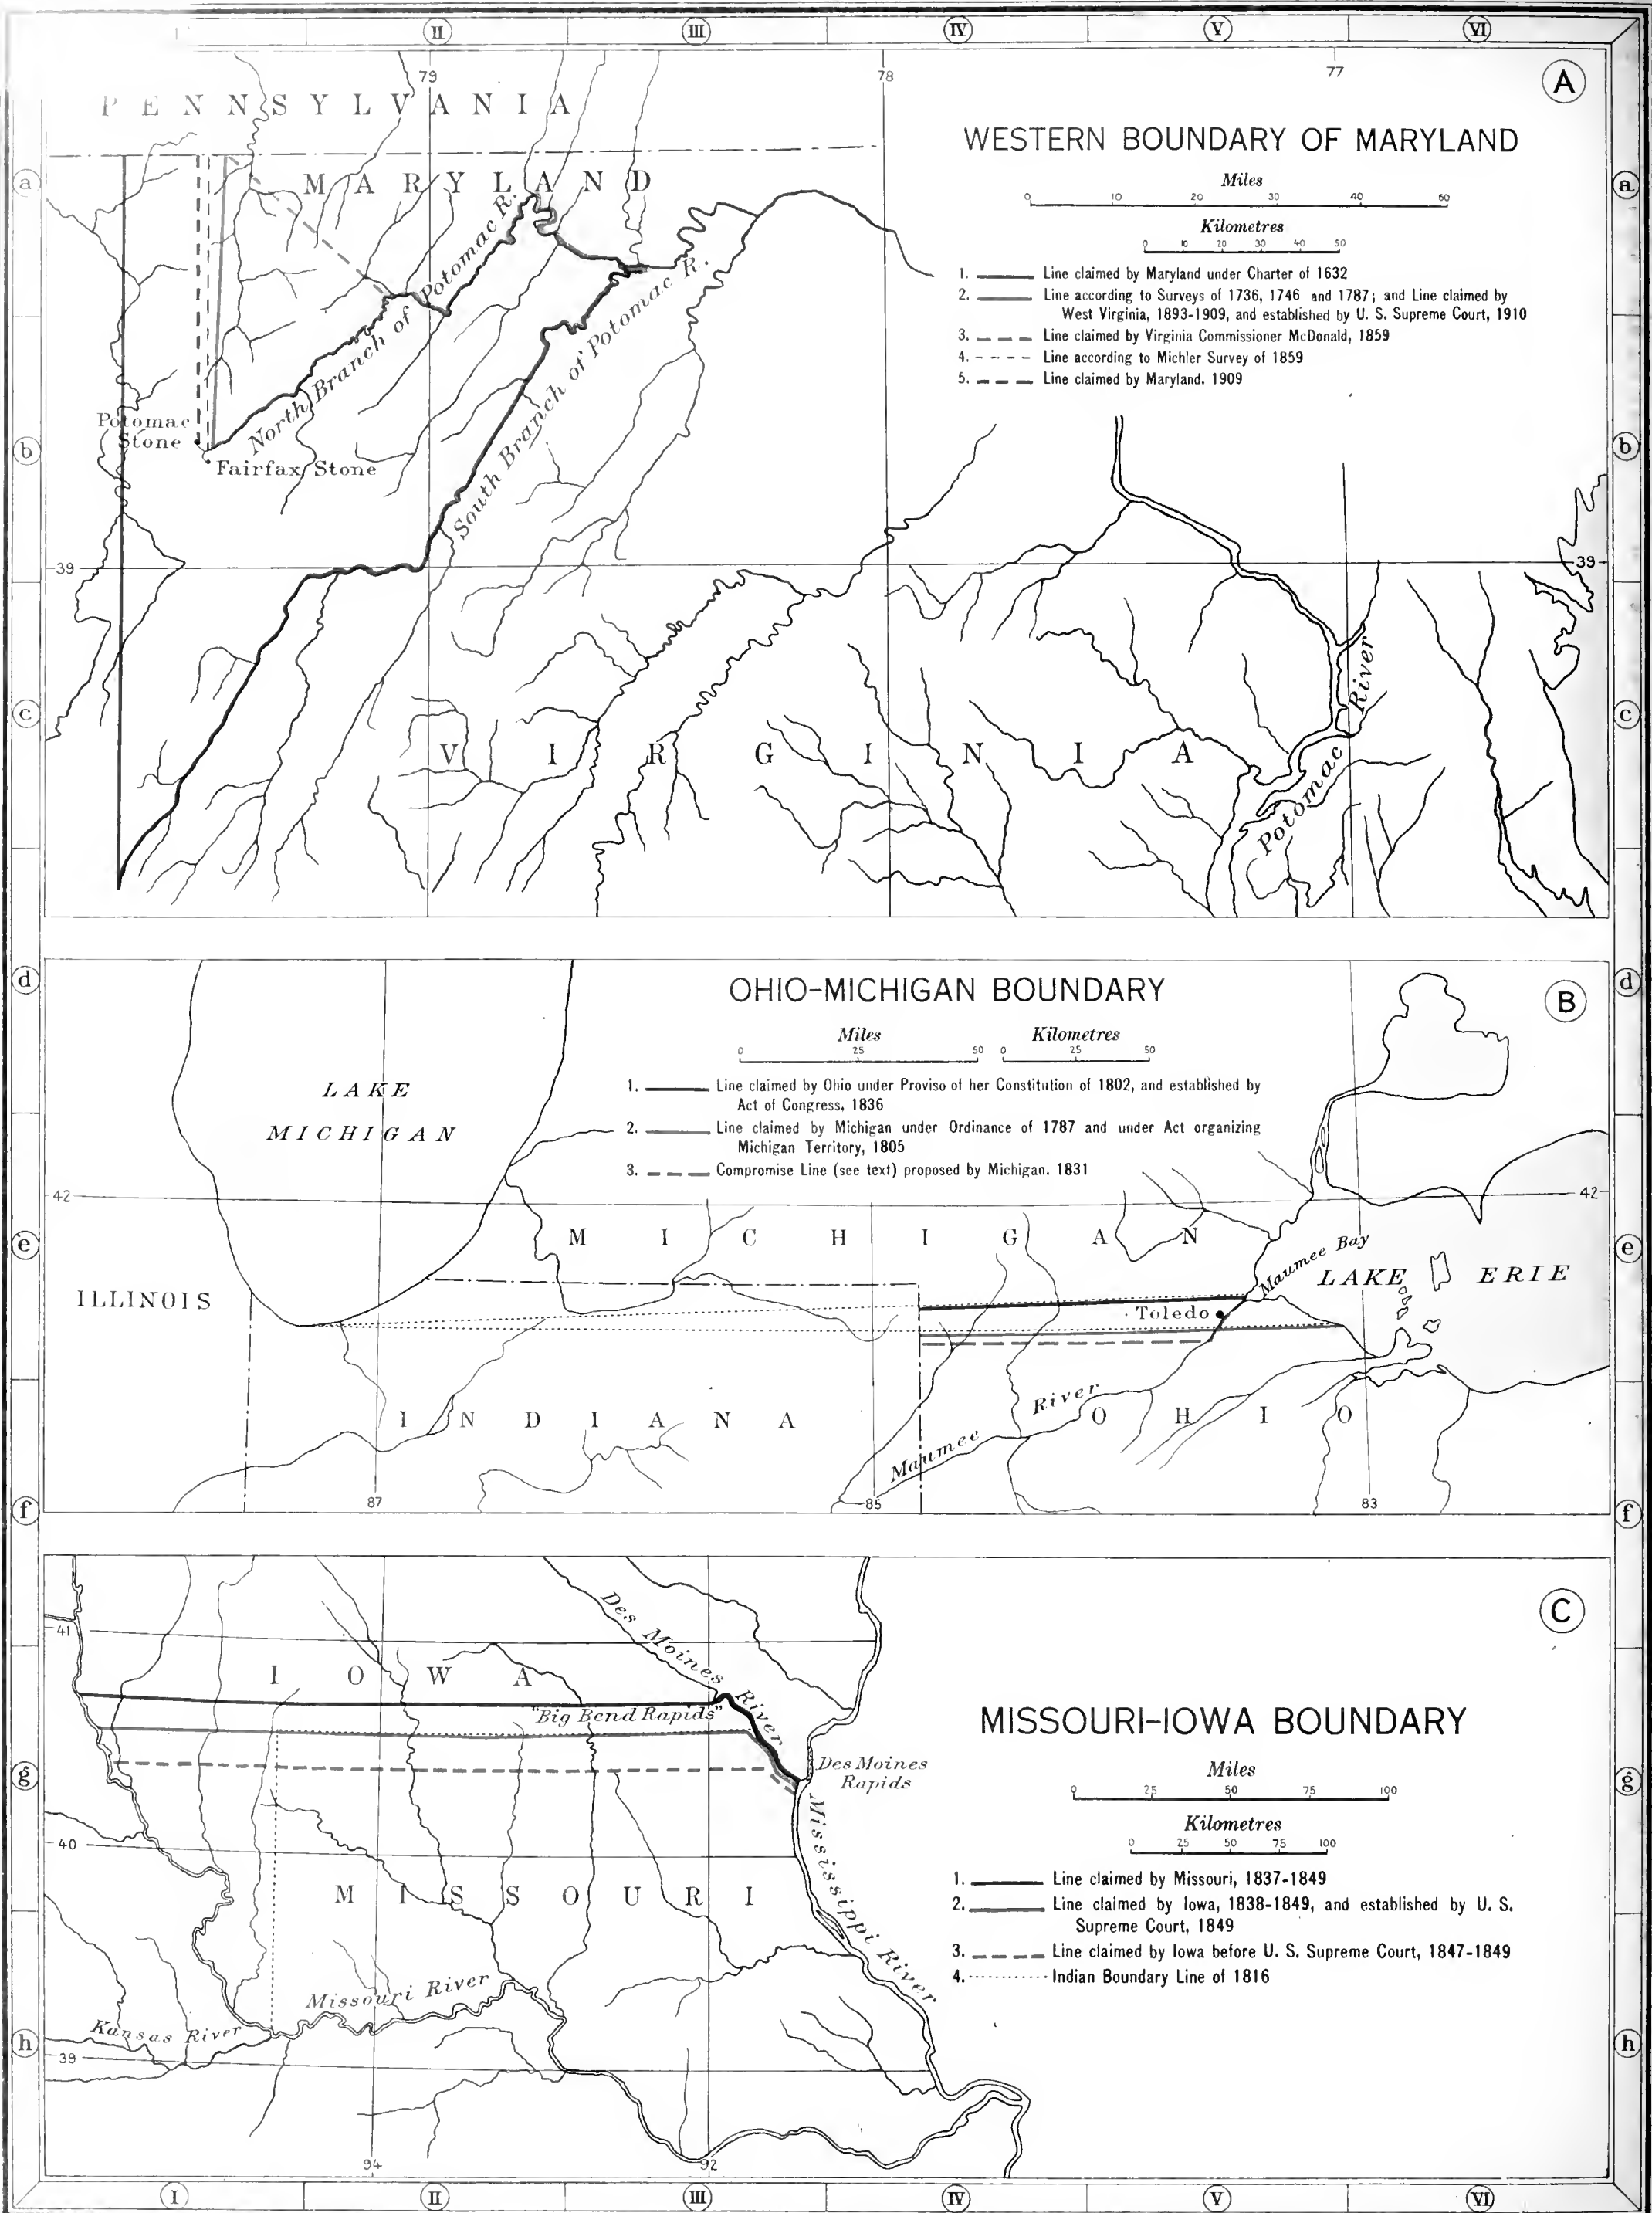 II III IV V VI
A
79 78 77
PENNSYLVANIA
WESTERN BOUNDARY OF MARYLAND
Miles
0 10 20 30 40 50
Kilometres
0 10 20 30 40 50
1. Line claimed by Maryland under Charter of 1632
2. Line according to Surveys of 1736, 1746 and 1787; and Line claimed by
West Virginia, 1893-1909, and established by U. S. Supreme Court, 1910
3. Line claimed by Virginia Commissioner McDonald, 1859
4. Line according to Michler Survey of 1859
5. Line claimed by Maryland. 1909
a a
MARYLAND
North Branch of Potomac R.
South Branch of Potomac R.
Potomac
Stone
Fairfax Stone
b b
39 39
c c
VIRGINIA
Potomac River
d d
OHIO-MICHIGAN BOUNDARY
B
Miles
0 25 50
Kilometres
0 25 50
1. Line claimed by Ohio under Proviso of her Constitution of 1802, and established by
Act of Congress, 1836
2. Line claimed by Michigan under Ordinance of 1787 and under Act organizing
Michigan Territory, 1805
3. Compromise Line (see text) proposed by Michigan. 1831
LAKE
MICHIGAN
42 42
e e
MICHIGAN
Maumee Bay
LAKE ERIE
ILLINOIS
Toledo
INDIANA
OHIO
Maumee River
f f
87 85 83
C
41
IOWA
Des Moines River
"Big Bend Rapids"
MISSOURI-IOWA BOUNDARY
g g
Des Moines
Rapids
Miles
0 25 50 75 100
Kilometres
0 25 50 75 100
1. Line claimed by Missouri, 1837-1849
2. Line claimed by Iowa, 1838-1849, and established by U. S.
Supreme Court, 1849
3. Line claimed by Iowa before U. S. Supreme Court, 1847-1849
4. Indian Boundary Line of 1816
40
MISSOURI
Mississippi River
Missouri River
Kansas River
h h
39
94 92
I II III IV V VI